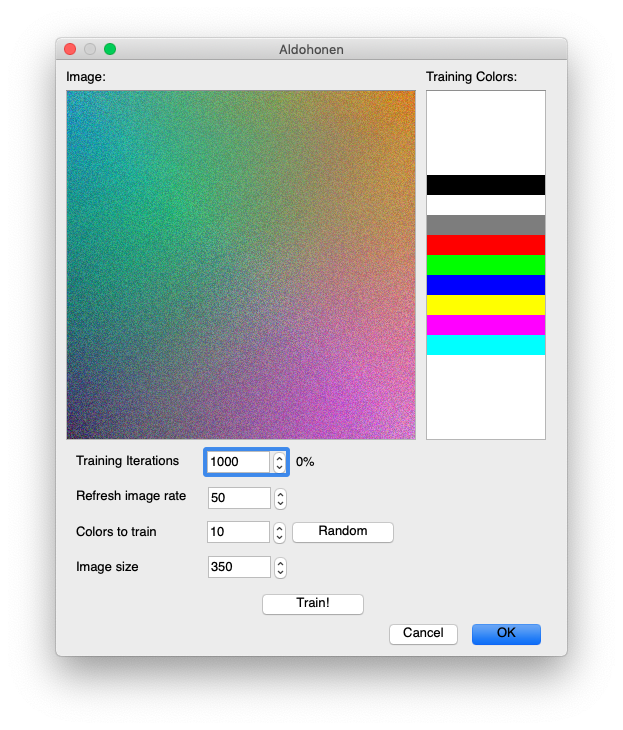 Aldohonen
Image:
Training Colors:
Training Iterations 1000 0%
Refresh image rate 50
Colors to train 10 Random
Image size 350
Train!
Cancel OK